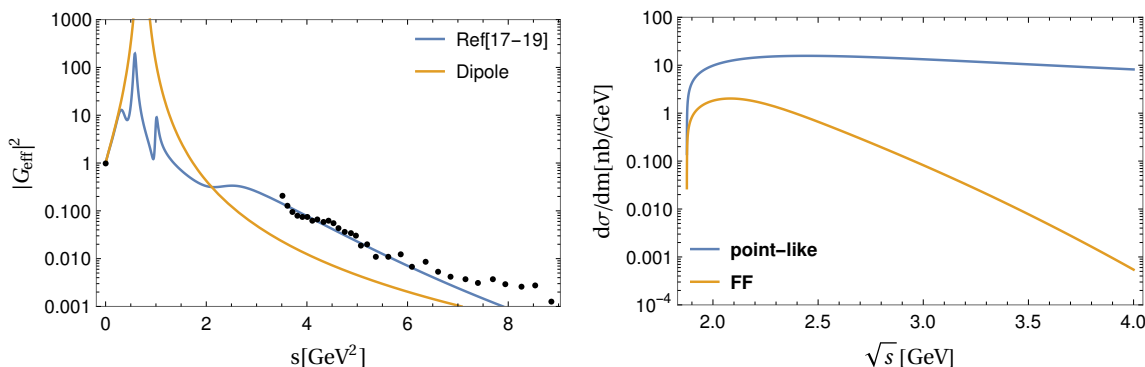 1000
100
10
1
0.100
0.010
0.001
|G_eff|^2
Ref[17-19]
Dipole
0 2 4 6 8
s[GeV^2]
100
10
1
0.100
0.010
0.001
10^-4
dσ/dm[nb/GeV]
point-like
FF
2.0 2.5 3.0 3.5 4.0
√s [GeV]